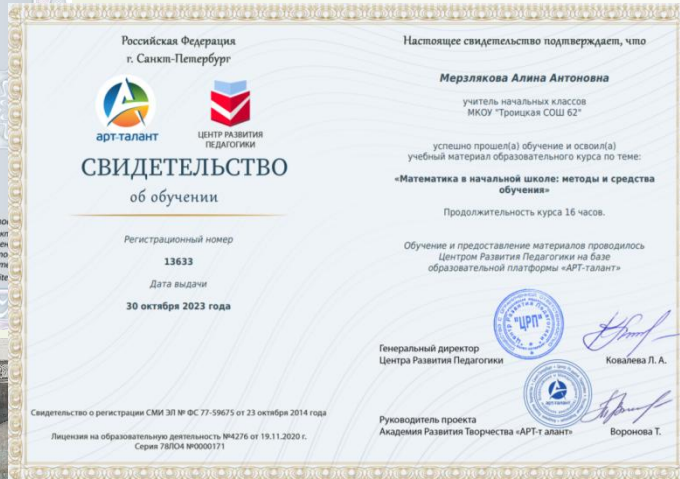 Российская Федерация
г. Санкт-Петербург
арт-талант
ЦЕНТР РАЗВИТИЯ
ПЕДАГОГИКИ
СВИДЕТЕЛЬСТВО
об обучении
Регистрационный номер
13633
Дата выдачи
30 октября 2023 года
Свидетельство о регистрации СМИ ЭЛ № ФС 77-59675 от 23 октября 2014 года
Лицензия на образовательную деятельность №4276 от 19.11.2020 г.
Серия 78ЛО4 №0000171
Настоящее свидетельство подтверждает, что
Мерзлякова Алина Антоновна
учитель начальных классов
МКОУ "Троицкая СОШ 62"
успешно прошел(а) обучение и освоил(а)
учебный материал образовательного курса по теме:
«Математика в начальной школе: методы и средства
обучения»
Продолжительность курса 16 часов.
Обучение и предоставление материалов проводилось
Центром Развития Педагогики на базе
образовательной платформы «АРТ-талант»
"ЦРП"
Генеральный директор
Центра Развития Педагогики
Ковалева Л. А.
арт-талант
Руководитель проекта
Академия Развития Творчества «АРТ-т алант»
Воронова Т.